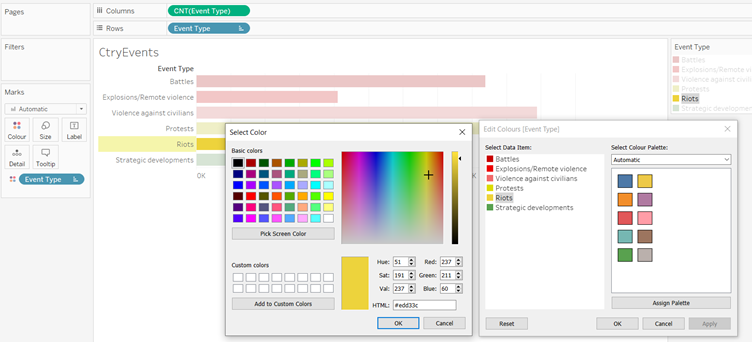 Pages
Columns
CNT(Event Type)
Rows
Event Type
Filters
CtryEvents
Event Type
Battles
Explosions/Remote violence
Violence against civilians
Protests
Riots
Strategic developments
0K
K
Marks
Automatic
Colour
Size
Label
Detail
Tooltip
Event Type
Event Type
Battles
Explosions/Remote violence
Violence against civilians
Protests
Riots
Strategic developments
Select Color
Basic colors
Pick Screen Color
Custom colors
Add to Custom Colors
Hue: 51
Red: 237
Sat: 191
Green: 211
Val: 237
Blue: 60
HTML: #edd33c
OK
Cancel
Edit Colours [Event Type]
Select Data Item:
Battles
Explosions/Remote violence
Violence against civilians
Protests
Riots
Strategic developments
Select Colour Palette:
Automatic
Assign Palette
Reset
OK
Cancel
Apply